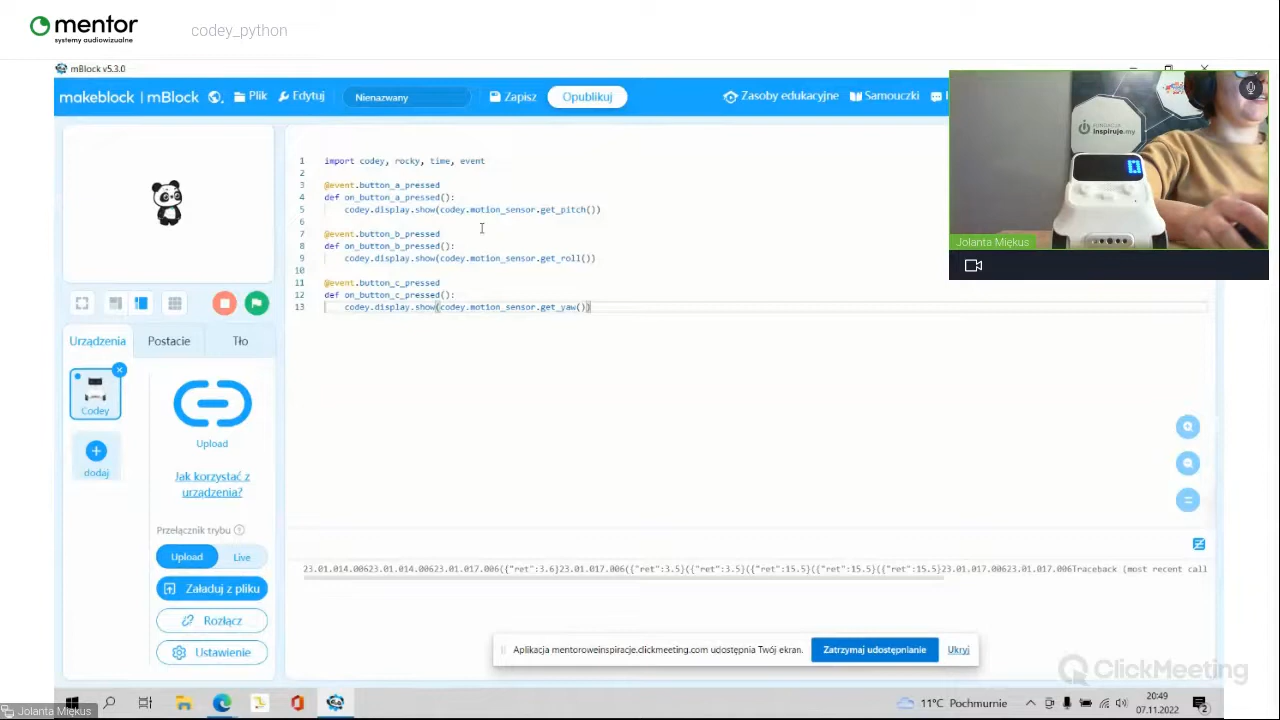 mentor
systemy audiowizualne
codey_python
mBlock v5.3.0
makeblock | mBlock
Plik
Edytuj
Nienazwany
Zapisz
Opublikuj
Zasoby edukacyjne
Samouczki
1 import codey, rocky, time, event
2
3 @event.button_a_pressed
4 def on_button_a_pressed():
5 codey.display.show(codey.motion_sensor.get_pitch())
6
7 @event.button_b_pressed
8 def on_button_b_pressed():
9 codey.display.show(codey.motion_sensor.get_roll())
10
11 @event.button_c_pressed
12 def on_button_c_pressed():
13 codey.display.show(codey.motion_sensor.get_yaw())
FUNDACJA
inspiruje.my
0
Jolanta Miękus
Urządzenia
Postacie
Tło
Codey
dodaj
Upload
Jak korzystać z
urządzenia?
Przełącznik trybu
Upload
Live
Załaduj z pliku
Rozłącz
Ustawienie
23.01.014.00623.01.014.00623.01.017.006({"ret":3.6}23.01.017.006({"ret":3.5}({"ret":3.5}({"ret":15.5}({"ret":15.5}({"ret":15.5}23.01.017.00623.01.017.006Traceback (most recent call
Aplikacja mentoroweinspiracje.clickmeeting.com udostępnia Twój ekran.
Zatrzymaj udostępnianie
Ukryj
ClickMeeting
11°C Pochmurnie
20:49
07.11.2022
2
Jolanta Miękus